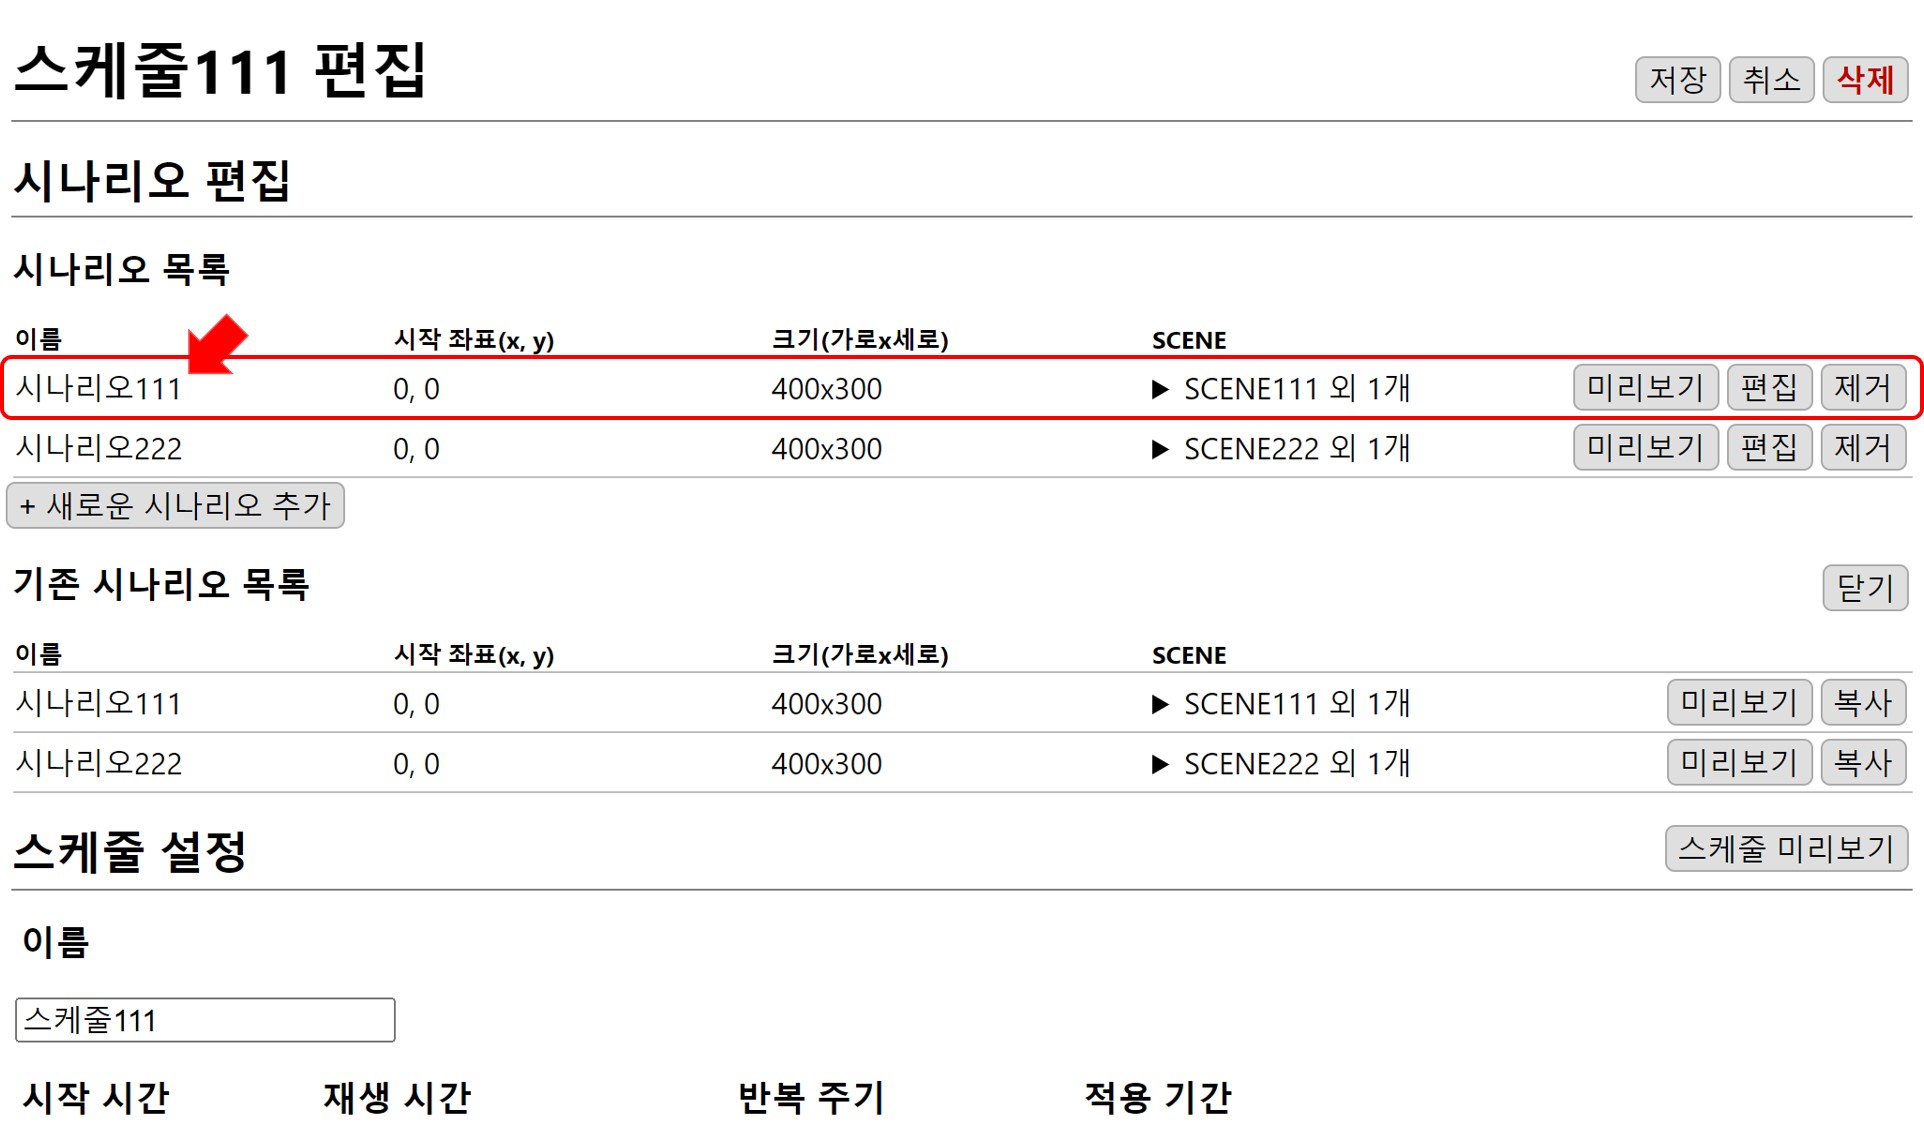 스케줄111 편집 저장 취소 삭제
시나리오 편집
시나리오 목록
이름 시작 좌표(x, y) 크기(가로x세로) SCENE
시나리오111 0, 0 400x300 ▶ SCENE111 외 1개 미리보기 편집 제거
시나리오222 0, 0 400x300 ▶ SCENE222 외 1개 미리보기 편집 제거
+ 새로운 시나리오 추가
기존 시나리오 목록 닫기
이름 시작 좌표(x, y) 크기(가로x세로) SCENE
시나리오111 0, 0 400x300 ▶ SCENE111 외 1개 미리보기 복사
시나리오222 0, 0 400x300 ▶ SCENE222 외 1개 미리보기 복사
스케줄 설정 스케줄 미리보기
이름
스케줄111
시작 시간 재생 시간 반복 주기 적용 기간